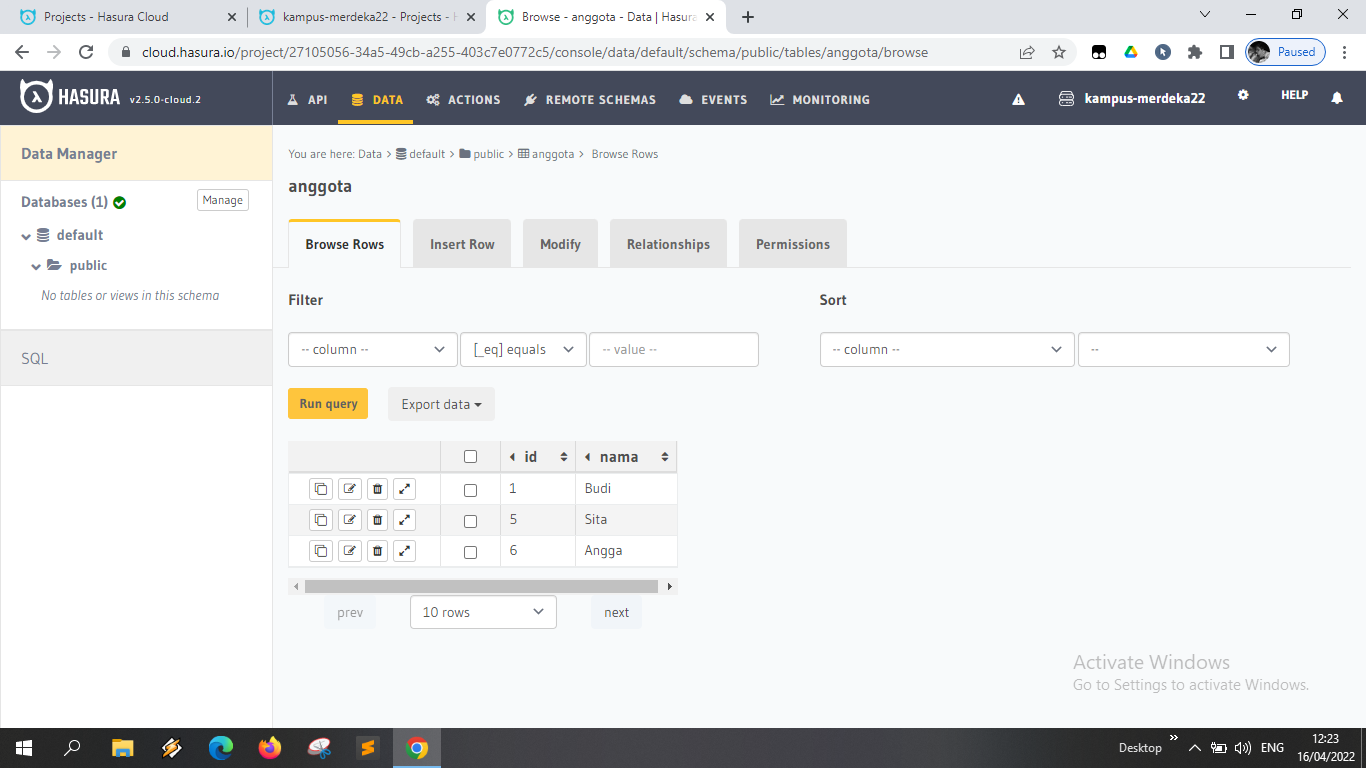 Projects - Hasura Cloud
kampus-merdeka22 - Projects - H
Browse - anggota - Data | Hasura
cloud.hasura.io/project/27105056-34a5-49cb-a255-403c7e0772c5/console/data/default/schema/public/tables/anggota/browse
Paused
HASURA v2.5.0-cloud.2
API
DATA
ACTIONS
REMOTE SCHEMAS
EVENTS
MONITORING
kampus-merdeka22
HELP
Data Manager
Databases (1)
Manage
default
public
No tables or views in this schema
SQL
You are here: Data > default > public > anggota > Browse Rows
anggota
Browse Rows
Insert Row
Modify
Relationships
Permissions
Filter
Sort
-- column --
[_eq] equals
-- value --
-- column --
--
Run query
Export data
id nama
1 Budi
5 Sita
6 Angga
prev
10 rows
next
Activate Windows
Go to Settings to activate Windows.
Desktop
ENG
12:23
16/04/2022